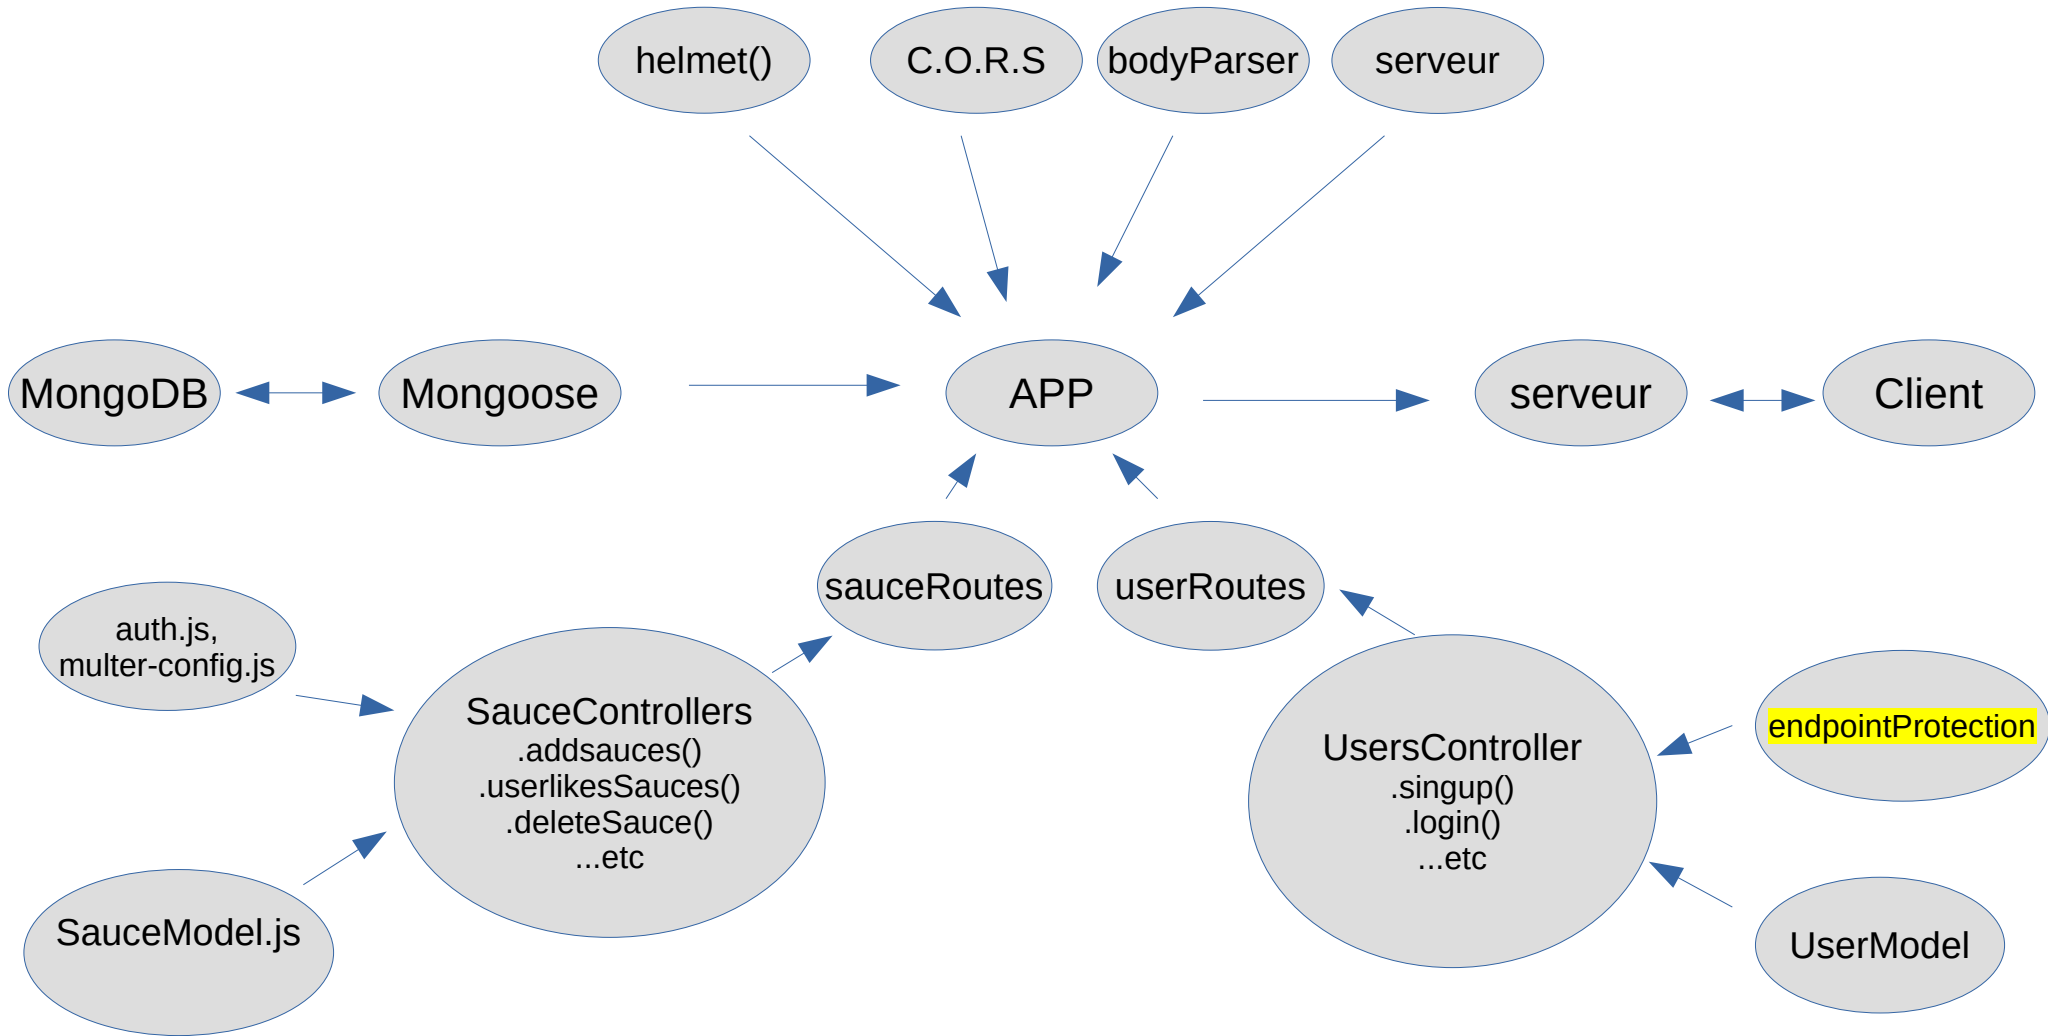 helmet()
C.O.R.S
bodyParser
serveur
MongoDB
Mongoose
APP
serveur
Client
sauceRoutes
userRoutes
auth.js,
multer-config.js
SauceControllers
.addsauces()
.userlikesSauces()
.deleteSauce()
...etc
UsersController
.singup()
.login()
...etc
endpointProtection
SauceModel.js
UserModel